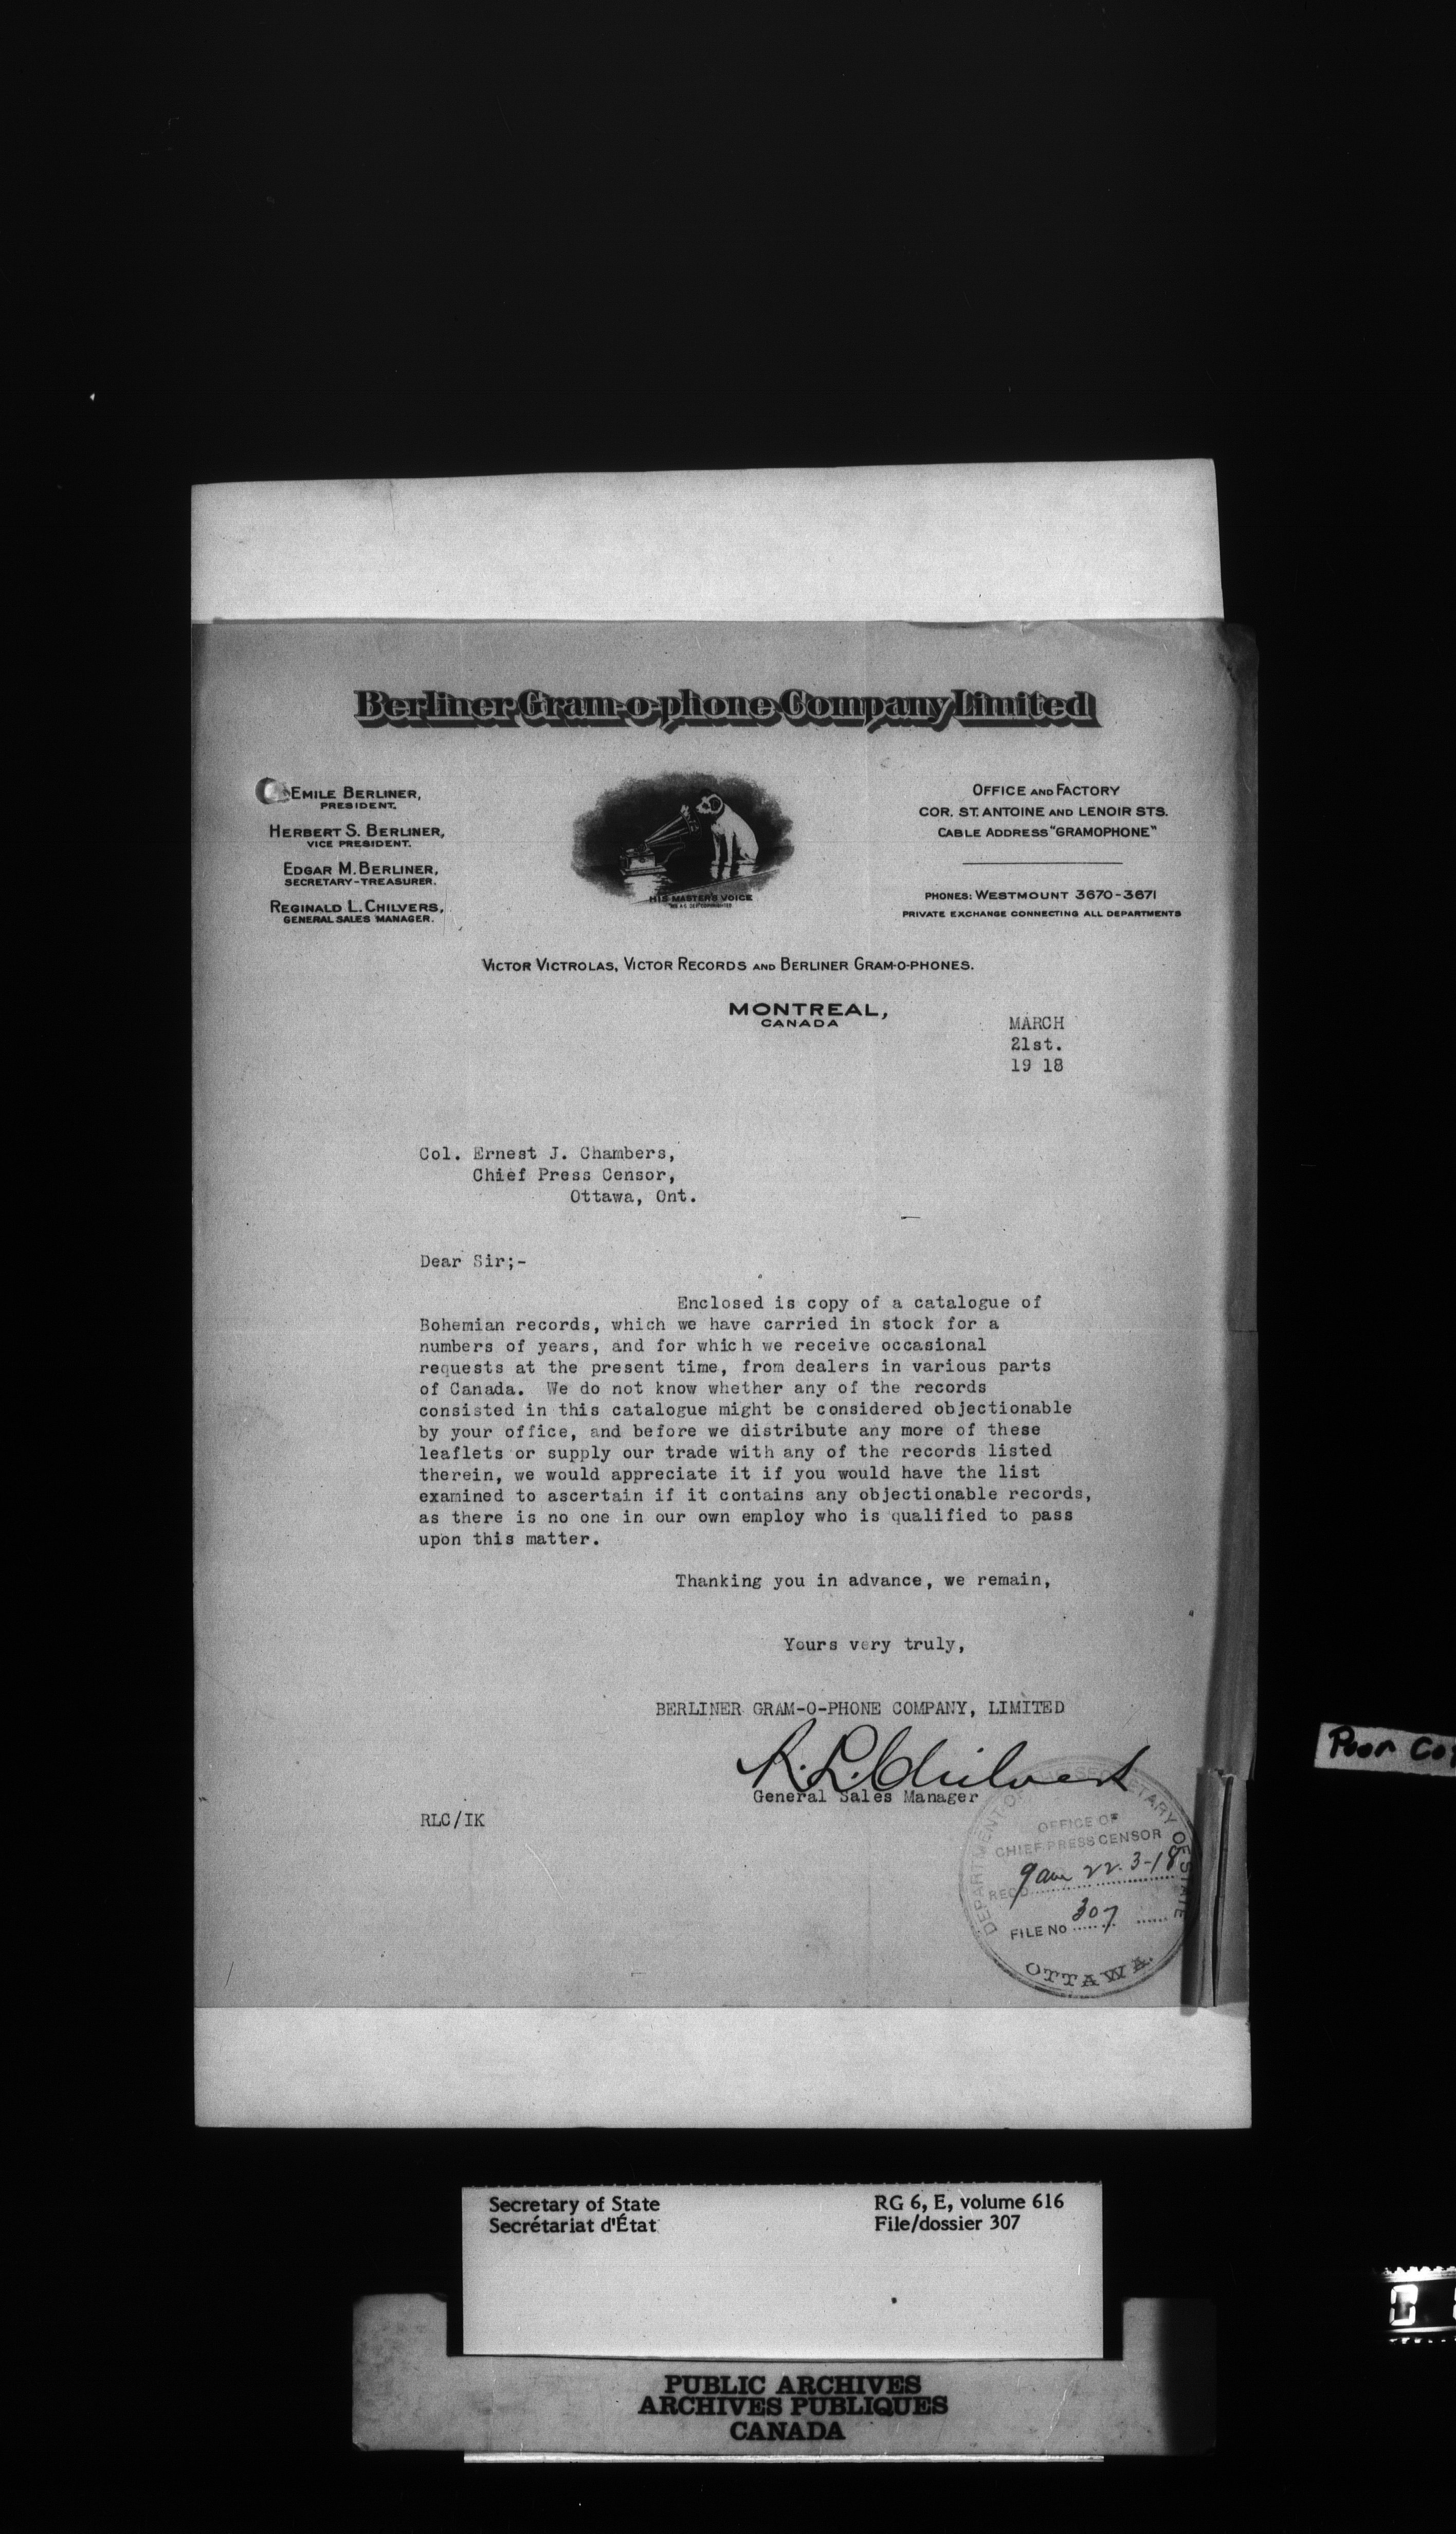 Berliner Gram-o-phone Company Limited
EMILE BERLINER,
PRESIDENT.
HERBERT S. BERLINER,
VICE PRESIDENT.
EDGAR M. BERLINER,
SECRETARY-TREASURER.
REGINALD L. CHILVERS,
GENERAL SALES MANAGER.
HIS MASTER'S VOICE
OFFICE AND FACTORY
COR. ST. ANTOINE AND LENOIR STS.
CABLE ADDRESS "GRAMOPHONE"
PHONES: WESTMOUNT 3670-3671
PRIVATE EXCHANGE CONNECTING ALL DEPARTMENTS
VICTOR VICTROLAS, VICTOR RECORDS AND BERLINER GRAM-O-PHONES.
MONTREAL,
CANADA
MARCH
21st.
19 18
Col. Ernest J. Chambers,
Chief Press Censor,
Ottawa, Ont.
Dear Sir;-
Enclosed is copy of a catalogue of
Bohemian records, which we have carried in stock for a
numbers of years, and for which we receive occasional
requests at the present time, from dealers in various parts
of Canada. We do not know whether any of the records
consisted in this catalogue might be considered objectionable
by your office, and before we distribute any more of these
leaflets or supply our trade with any of the records listed
therein, we would appreciate it if you would have the list
examined to ascertain if it contains any objectionable records,
as there is no one in our own employ who is qualified to pass
upon this matter.
Thanking you in advance, we remain,
Yours very truly,
BERLINER GRAM-O-PHONE COMPANY, LIMITED
R.L. Chilvers
General Sales Manager
RLC/IK
DEPARTMENT OF SECRETARY OF STATE
OFFICE OF
CHIEF PRESS CENSOR
RECD 9am 22.3-18
FILE No 307
OTTAWA.
Poor Co
Secretary of State
Secrétariat d'État
RG 6, E, volume 616
File/dossier 307
PUBLIC ARCHIVES
ARCHIVES PUBLIQUES
CANADA